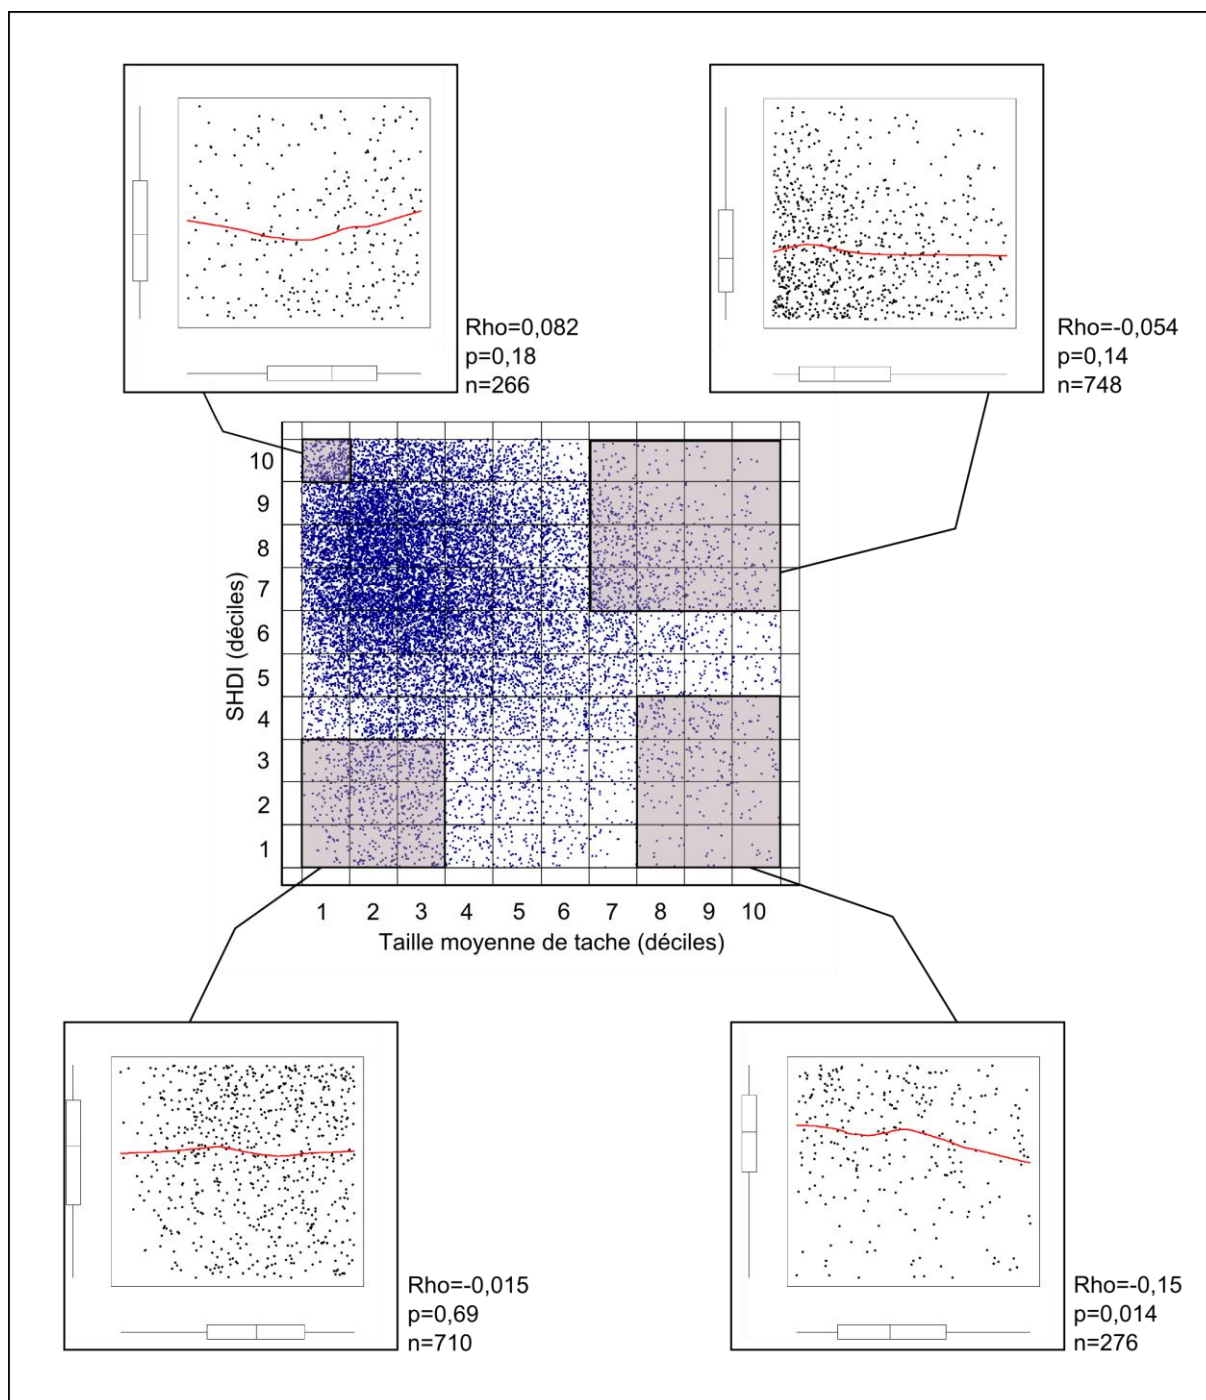 Rho=0,082
p=0,18
n=266
Rho=-0,054
p=0,14
n=748
10
9
8
7
6
5
4
3
2
1
SHDI (déciles)
1 2 3 4 5 6 7 8 9 10
Taille moyenne de tache (déciles)
Rho=-0,015
p=0,69
n=710
Rho=-0,15
p=0,014
n=276